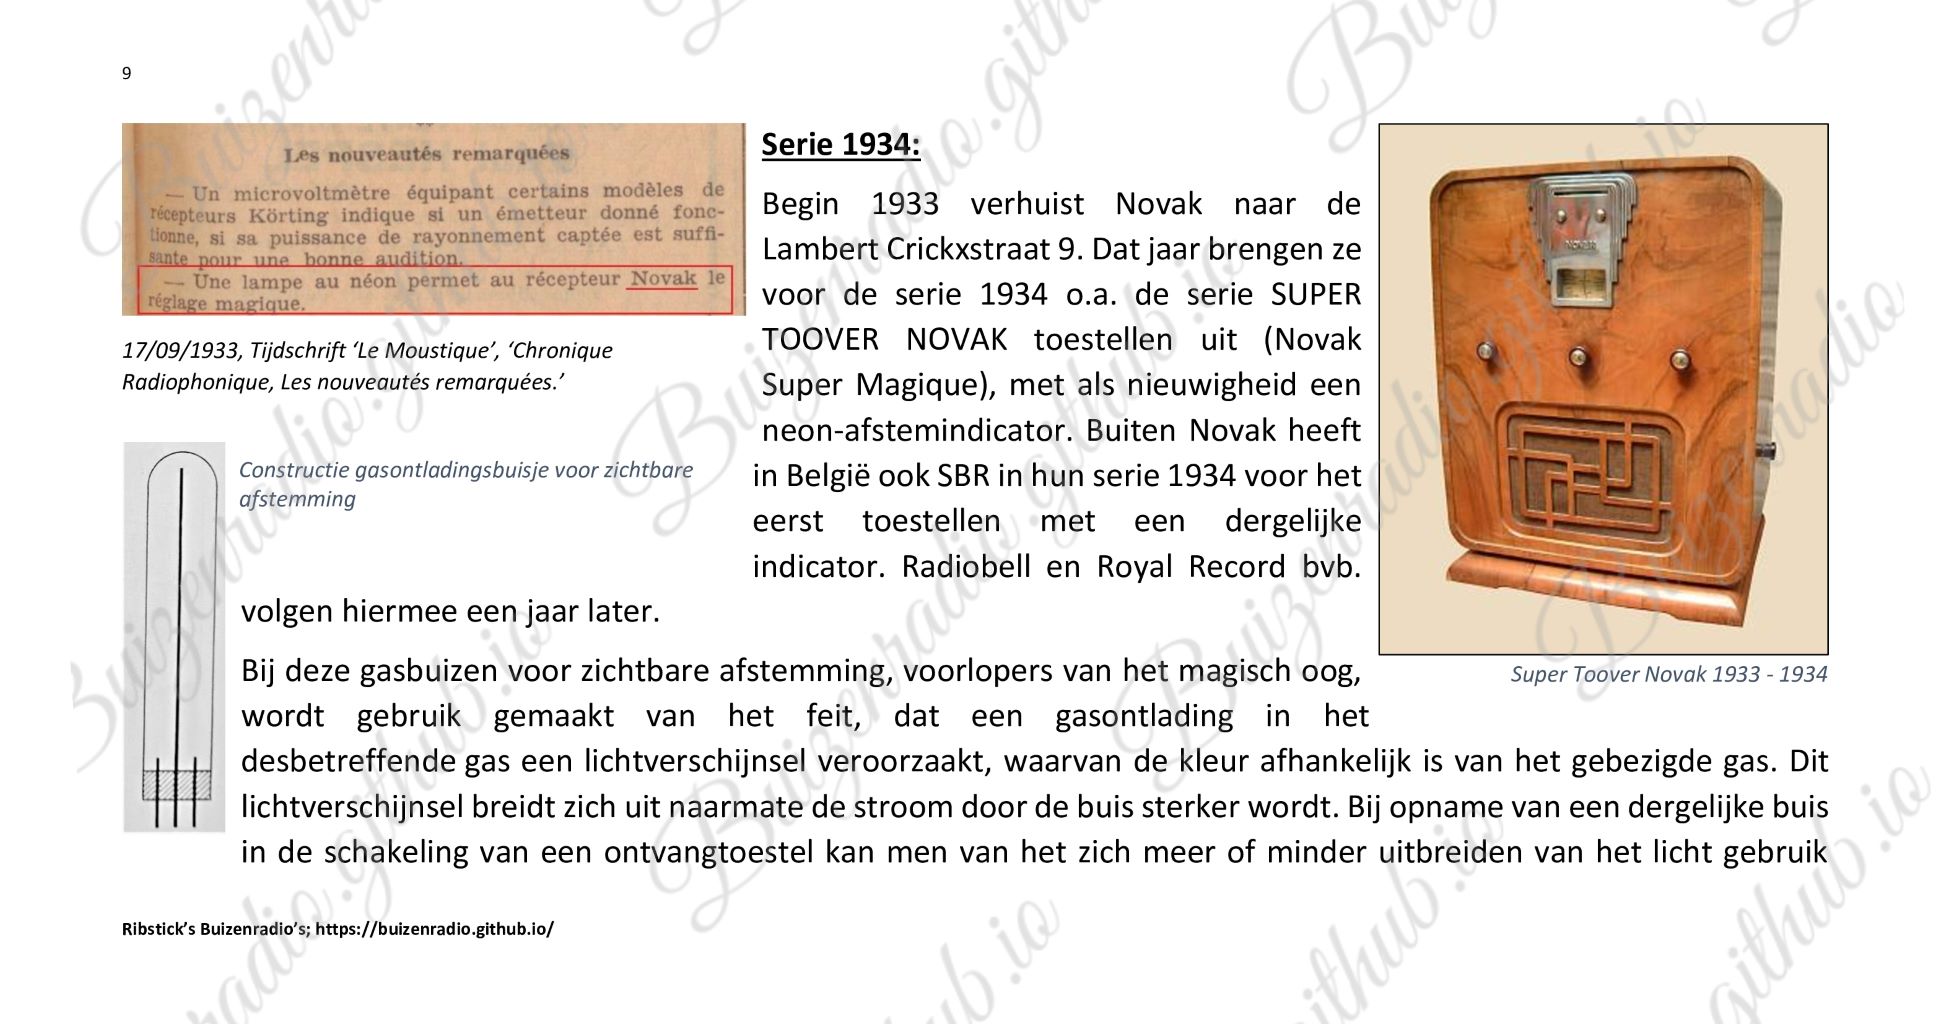 9
Les nouveautés remarquées
— Un microvoltmètre équipant certains modèles de
récepteurs Körting indique si un émetteur donné fonc-
tionne, si sa puissance de rayonnement captée est suffi-
sante pour une bonne audition.
— Une lampe au néon permet au récepteur Novak le
réglage magique.
17/09/1933, Tijdschrift ‘Le Moustique’, ‘Chronique
Radiophonique, Les nouveautés remarquées.’
Constructie gasontladingsbuisje voor zichtbare
afstemming
Serie 1934:
Begin 1933 verhuist Novak naar de
Lambert Crickxstraat 9. Dat jaar brengen ze
voor de serie 1934 o.a. de serie SUPER
TOOVER NOVAK toestellen uit (Novak
Super Magique), met als nieuwigheid een
neon-afstemindicator. Buiten Novak heeft
in België ook SBR in hun serie 1934 voor het
eerst toestellen met een dergelijke
indicator. Radiobell en Royal Record bvb.
volgen hiermee een jaar later.
NOVAK
Super Toover Novak 1933 - 1934
Bij deze gasbuizen voor zichtbare afstemming, voorlopers van het magisch oog,
wordt gebruik gemaakt van het feit, dat een gasontlading in het
desbetreffende gas een lichtverschijnsel veroorzaakt, waarvan de kleur afhankelijk is van het gebezigde gas. Dit
lichtverschijnsel breidt zich uit naarmate de stroom door de buis sterker wordt. Bij opname van een dergelijke buis
in de schakeling van een ontvangtoestel kan men van het zich meer of minder uitbreiden van het licht gebruik
Ribstick’s Buizenradio’s; https://buizenradio.github.io/
Buizenradio.github.io